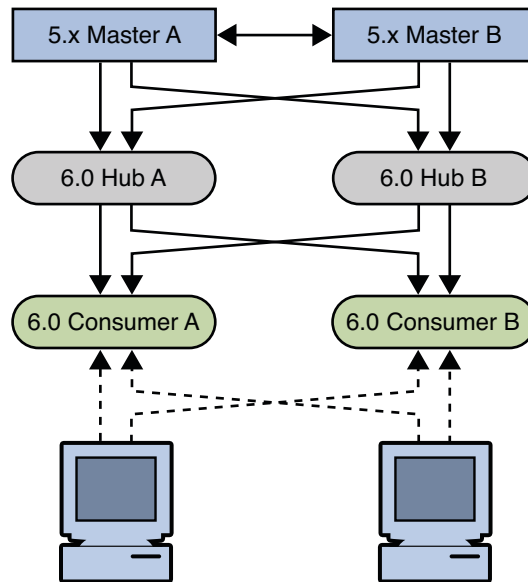 5.x Master A
5.x Master B
6.0 Hub A
6.0 Hub B
6.0 Consumer A
6.0 Consumer B